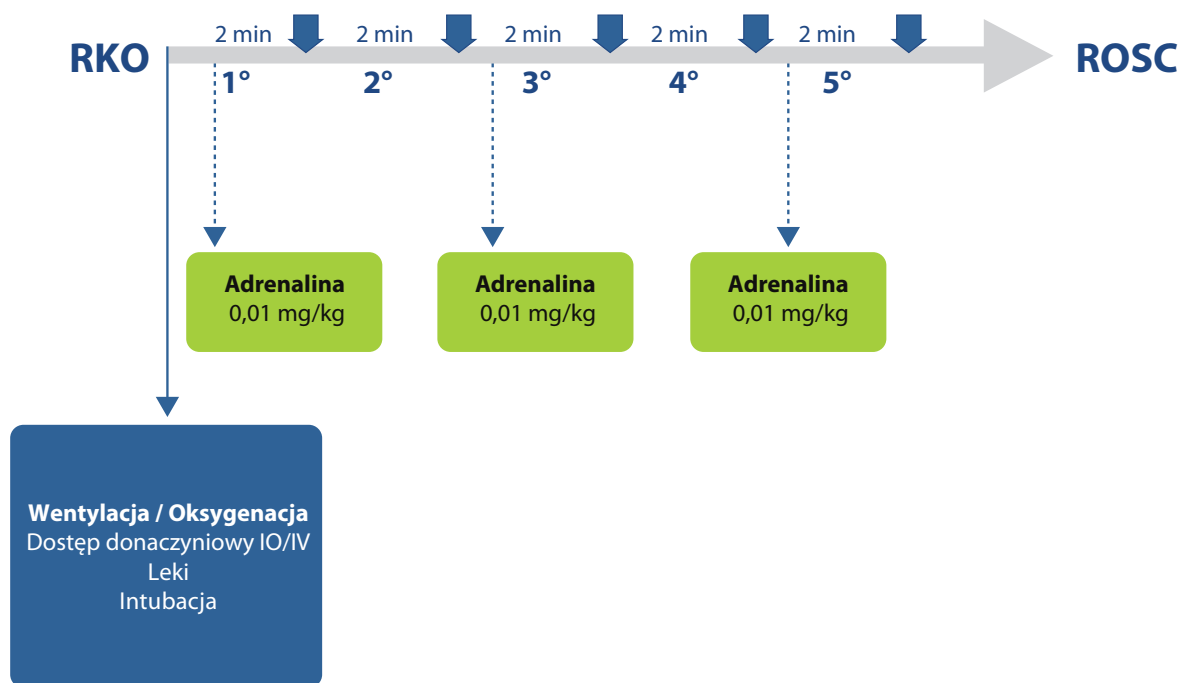 2 min 2 min 2 min 2 min 2 min
RKO ROSC
1° 2° 3° 4° 5°
Adrenalina Adrenalina Adrenalina
0,01 mg/kg 0,01 mg/kg 0,01 mg/kg
Wentylacja / Oksygenacja
Dostęp donaczyniowy IO/IV
Leki
Intubacja